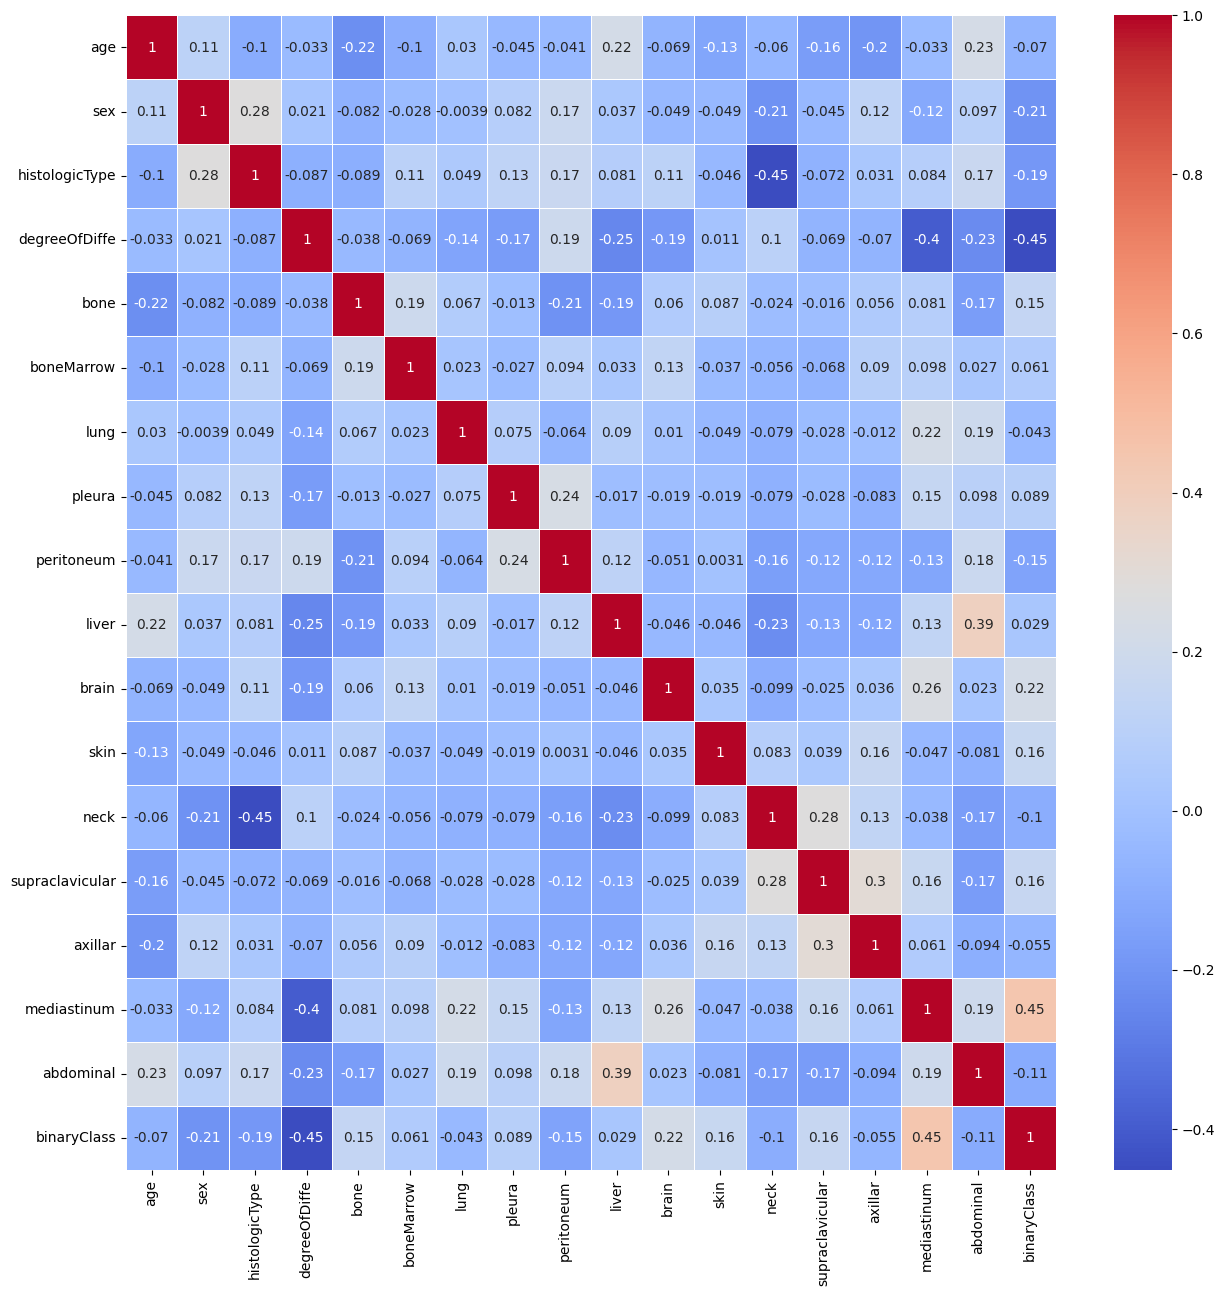 age 1 0.11 -0.1 -0.033 -0.22 -0.1 0.03 -0.045 -0.041 0.22 -0.069 -0.13 -0.06 -0.16 -0.2 -0.033 0.23 -0.07
sex 0.11 1 0.28 0.021 -0.082 -0.028 -0.0039 0.082 0.17 0.037 -0.049 -0.049 -0.21 -0.045 0.12 -0.12 0.097 -0.21
histologicType -0.1 0.28 1 -0.087 -0.089 0.11 0.049 0.13 0.17 0.081 0.11 -0.046 -0.45 -0.072 0.031 0.084 0.17 -0.19
degreeOfDiffe -0.033 0.021 -0.087 1 -0.038 -0.069 -0.14 -0.17 0.19 -0.25 -0.19 0.011 0.1 -0.069 -0.07 -0.4 -0.23 -0.45
bone -0.22 -0.082 -0.089 -0.038 1 0.19 0.067 -0.013 -0.21 -0.19 0.06 0.087 -0.024 -0.016 0.056 0.081 -0.17 0.15
boneMarrow -0.1 -0.028 0.11 -0.069 0.19 1 0.023 -0.027 0.094 0.033 0.13 -0.037 -0.056 -0.068 0.09 0.098 0.027 0.061
lung 0.03 -0.0039 0.049 -0.14 0.067 0.023 1 0.075 -0.064 0.09 0.01 -0.049 -0.079 -0.028 -0.012 0.22 0.19 -0.043
pleura -0.045 0.082 0.13 -0.17 -0.013 -0.027 0.075 1 0.24 -0.017 -0.019 -0.019 -0.079 -0.028 -0.083 0.15 0.098 0.089
peritoneum -0.041 0.17 0.17 0.19 -0.21 0.094 -0.064 0.24 1 0.12 -0.051 0.0031 -0.16 -0.12 -0.12 -0.13 0.18 -0.15
liver 0.22 0.037 0.081 -0.25 -0.19 0.033 0.09 -0.017 0.12 1 -0.046 -0.046 -0.23 -0.13 -0.12 0.13 0.39 0.029
brain -0.069 -0.049 0.11 -0.19 0.06 0.13 0.01 -0.019 -0.051 -0.046 1 0.035 -0.099 -0.025 0.036 0.26 0.023 0.22
skin -0.13 -0.049 -0.046 0.011 0.087 -0.037 -0.049 -0.019 0.0031 -0.046 0.035 1 0.083 0.039 0.16 -0.047 -0.081 0.16
neck -0.06 -0.21 -0.45 0.1 -0.024 -0.056 -0.079 -0.079 -0.16 -0.23 -0.099 0.083 1 0.28 0.13 -0.038 -0.17 -0.1
supraclavicular -0.16 -0.045 -0.072 -0.069 -0.016 -0.068 -0.028 -0.028 -0.12 -0.13 -0.025 0.039 0.28 1 0.3 0.16 -0.17 0.16
axillar -0.2 0.12 0.031 -0.07 0.056 0.09 -0.012 -0.083 -0.12 -0.12 0.036 0.16 0.13 0.3 1 0.061 -0.094 -0.055
mediastinum -0.033 -0.12 0.084 -0.4 0.081 0.098 0.22 0.15 -0.13 0.13 0.26 -0.047 -0.038 0.16 0.061 1 0.19 0.45
abdominal 0.23 0.097 0.17 -0.23 -0.17 0.027 0.19 0.098 0.18 0.39 0.023 -0.081 -0.17 -0.17 -0.094 0.19 1 -0.11
binaryClass -0.07 -0.21 -0.19 -0.45 0.15 0.061 -0.043 0.089 -0.15 0.029 0.22 0.16 -0.1 0.16 -0.055 0.45 -0.11 1
age sex histologicType degreeOfDiffe bone boneMarrow lung pleura peritoneum liver brain skin neck supraclavicular axillar mediastinum abdominal binaryClass
1.0
0.8
0.6
0.4
0.2
0.0
−0.2
−0.4